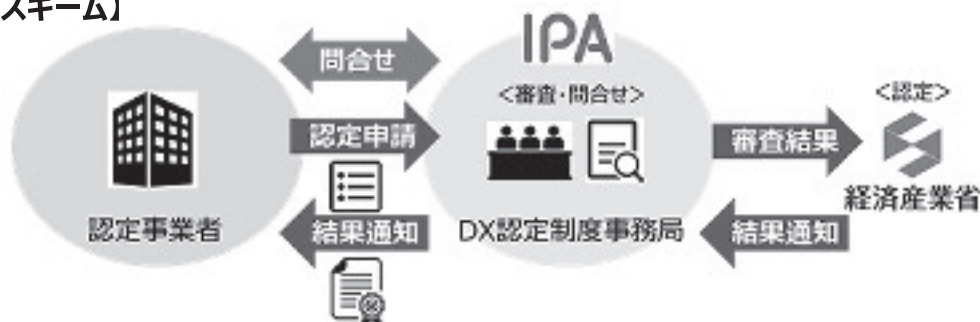 スキーム】
問合せ
認定申請
結果通知
認定事業者
IPA
<審査・問合せ>
DX認定制度事務局
審査結果
結果通知
<認定>
経済産業省